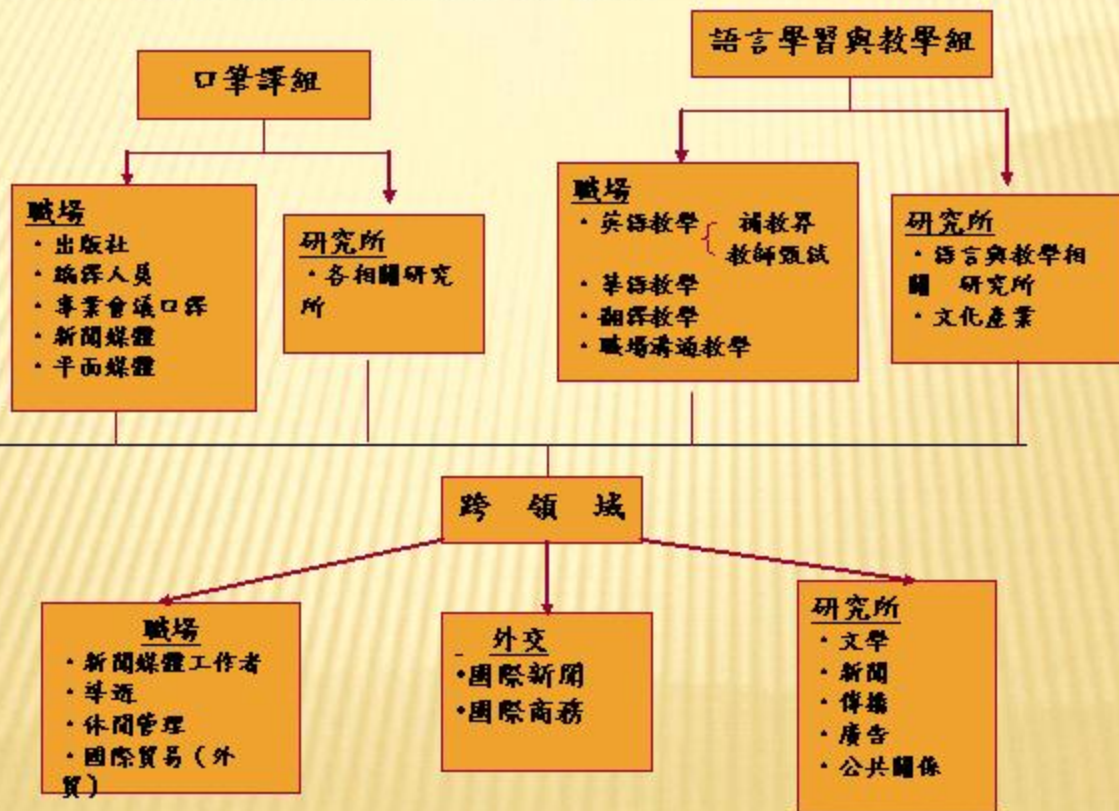 口筆譯組
語言學習與教學組
職場
・出版社
・編譯人員
・專業會議口譯
・新聞媒體
・平面媒體
研究所
・各相關研究
所
職場
・英語教學 補教界
教師甄試
・華語教學
・翻譯教學
・職場溝通教學
研究所
・語言與教學相
關 研究所
・文化產業
跨 領 域
職場
・新聞媒體工作者
・導遊
・休閒管理
・國際貿易(外
貿)
外交
•國際新聞
•國際商務
研究所
・文學
・新聞
・傳播
・廣告
・公共關係